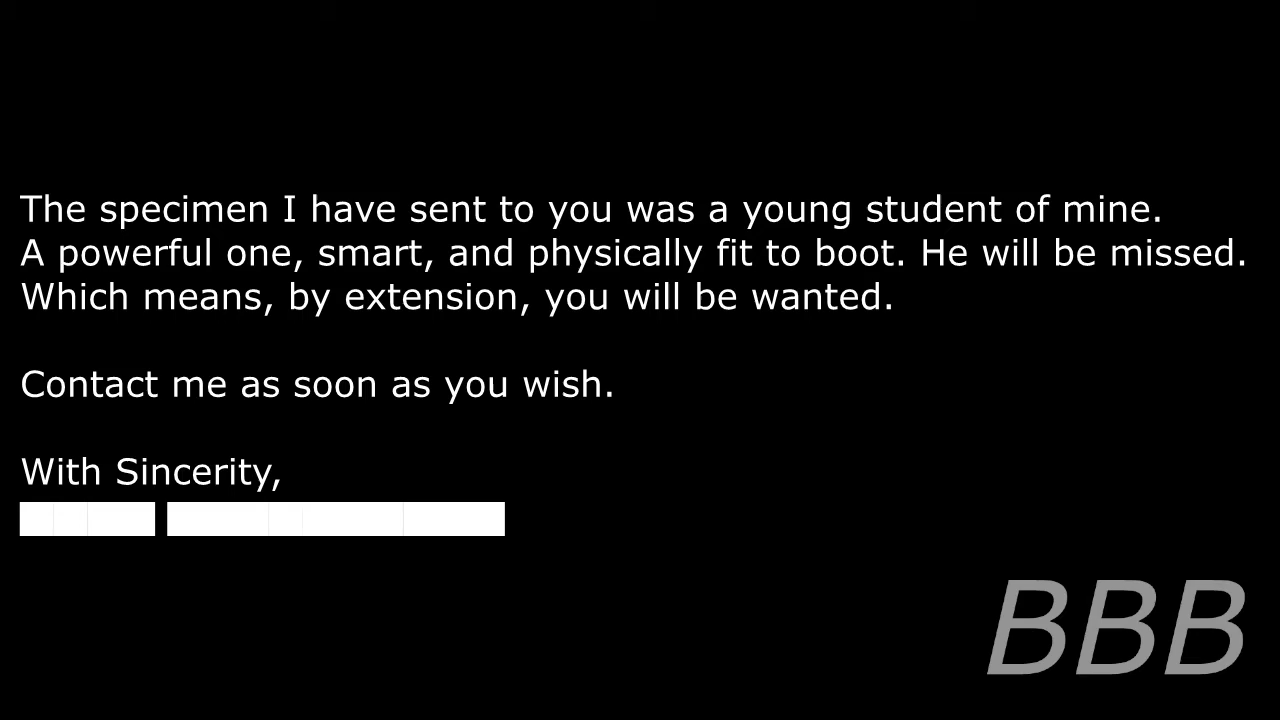 The specimen I have sent to you was a young student of mine.
A powerful one, smart, and physically fit to boot. He will be missed.
Which means, by extension, you will be wanted.
Contact me as soon as you wish.
With Sincerity,
████ ██████████
BBB